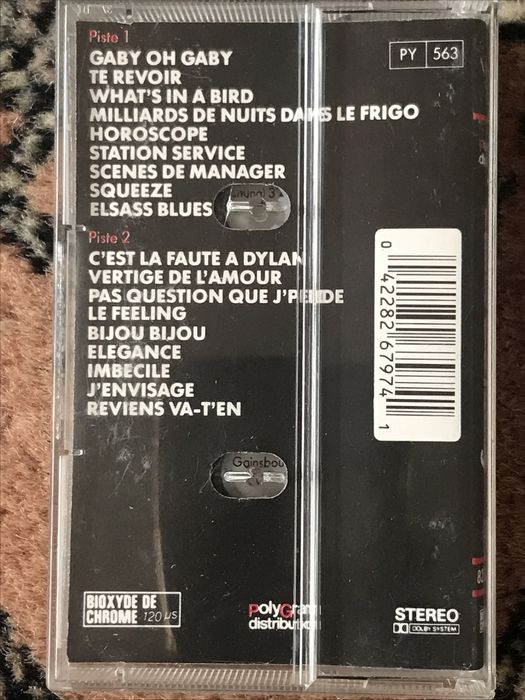 Piste 1
GABY OH GABY
TE REVOIR
WHAT'S IN A BIRD
MILLIARDS DE NUITS DANS LE FRIGO
HOROSCOPE
STATION SERVICE
SCENES DE MANAGER
SQUEEZE
ELSASS BLUES
Piste 2
C'EST LA FAUTE A DYLAN
VERTIGE DE L'AMOUR
PAS QUESTION QUE J'PERDE
LE FEELING
BIJOU BIJOU
ELEGANCE
IMBECILE
J'ENVISAGE
REVIENS VA-T'EN
Gainsbou
BIOXYDE DE
CHROME 120 µs
PolyGram
distribution
PY 563
0 42282 67974 1
STEREO
DOLBY SYSTEM